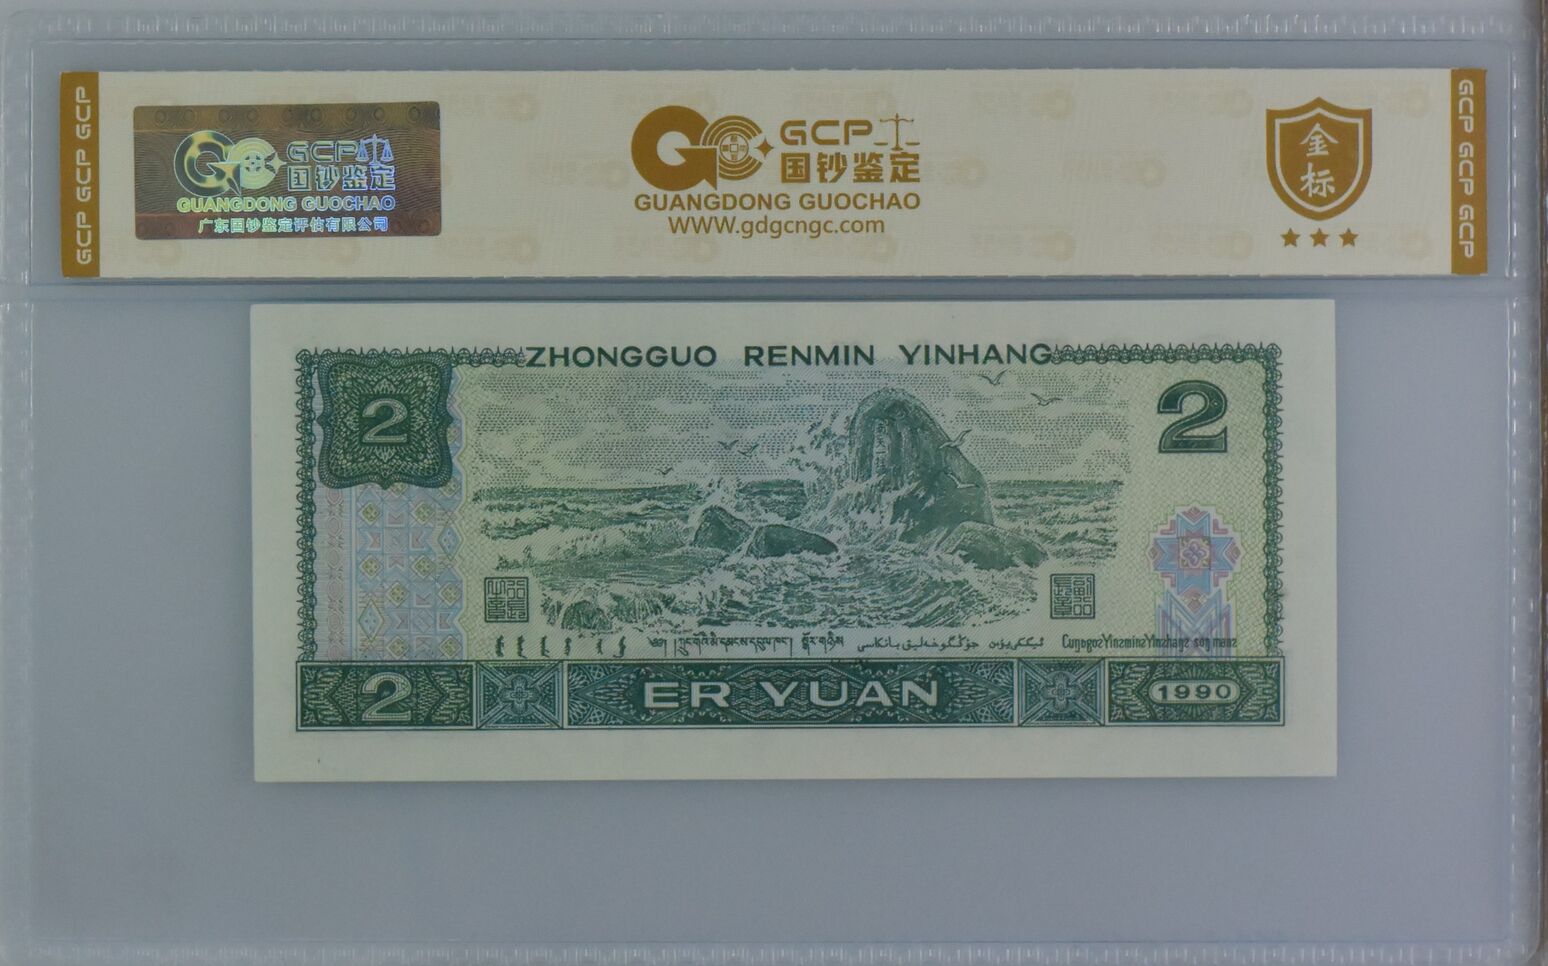 GCP GCP GCP
GCP
国钞鉴定
GUANGDONG GUOCHAO
广东国钞鉴定评估有限公司
GCP
国钞鉴定
GUANGDONG GUOCHAO
WWW.gdgcngc.com
金标
GCP GCP GCP
ZHONGGUO RENMIN YINHANG
2
2
2
ER YUAN
1990